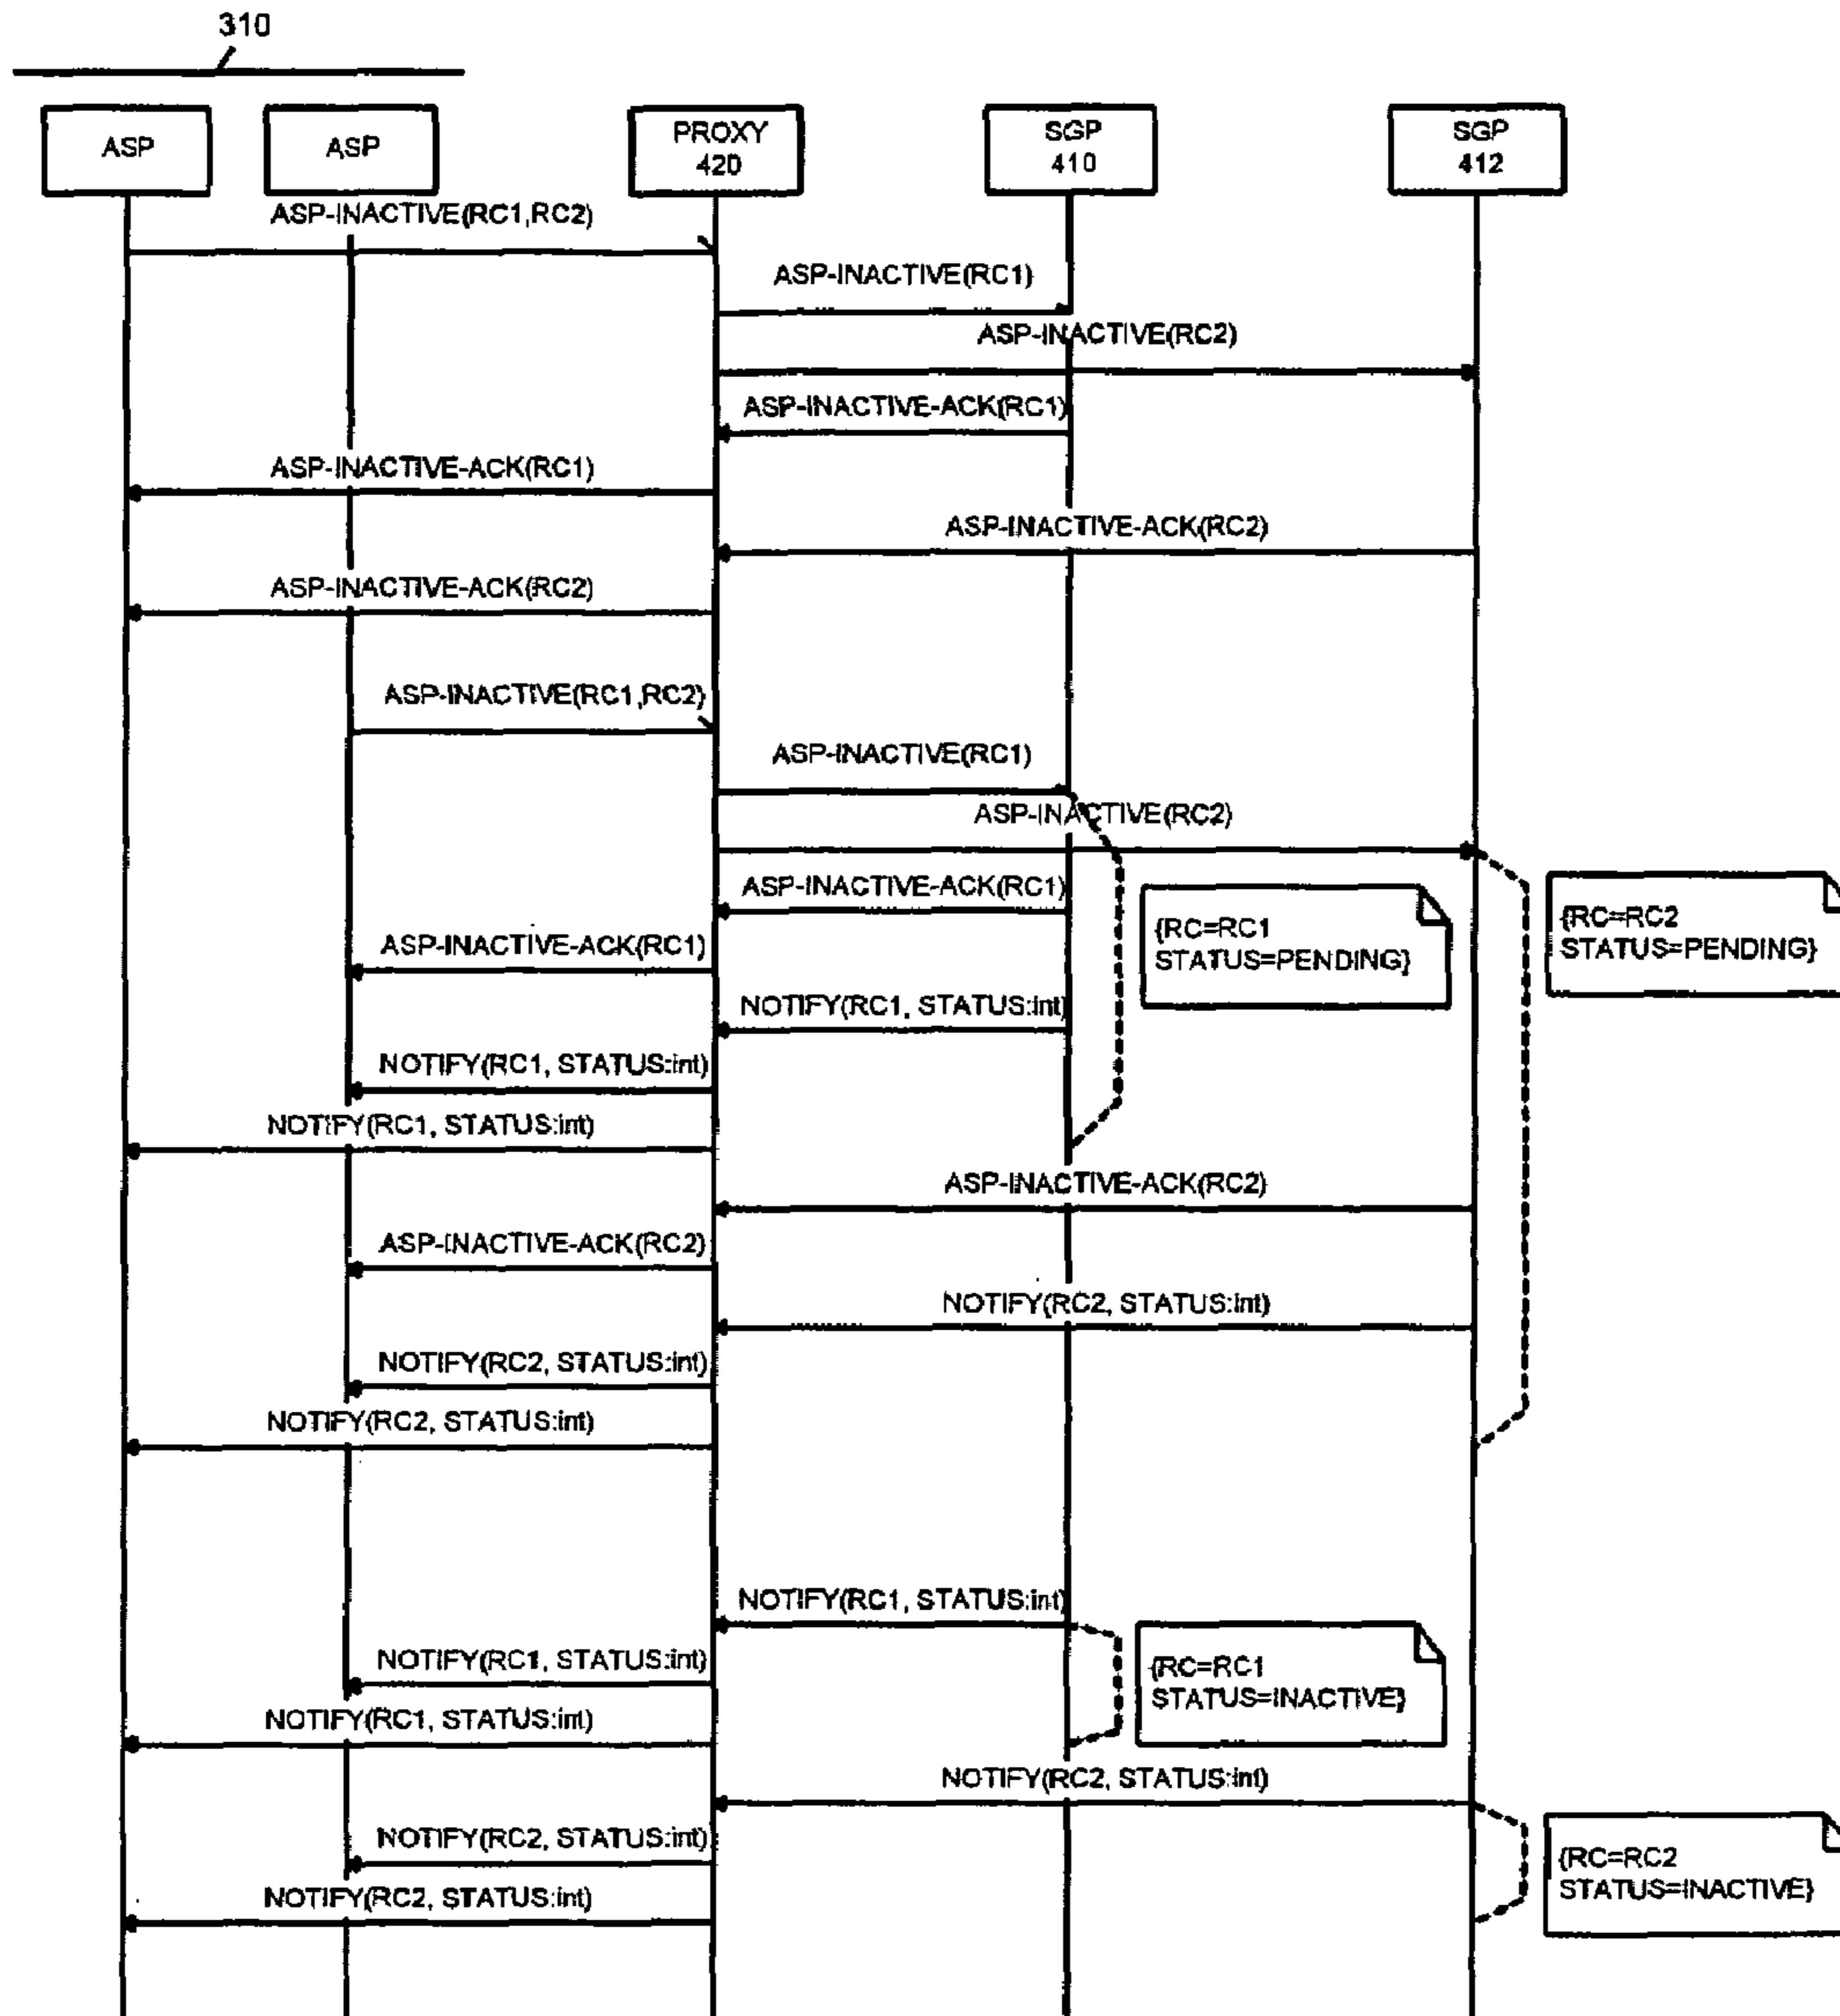 310
ASP
ASP
PROXY
420
SGP
410
SGP
412
ASP-INACTIVE(RC1,RC2)
ASP-INACTIVE(RC1)
ASP-INACTIVE(RC2)
ASP-INACTIVE-ACK(RC1)
ASP-INACTIVE-ACK(RC1)
ASP-INACTIVE-ACK(RC2)
ASP-INACTIVE-ACK(RC2)
ASP-INACTIVE(RC1,RC2)
ASP-INACTIVE(RC1)
ASP-INACTIVE(RC2)
ASP-INACTIVE-ACK(RC1)
{RC=RC1
STATUS=PENDING}
{RC=RC2
STATUS=PENDING}
ASP-INACTIVE-ACK(RC1)
NOTIFY(RC1, STATUS:int)
NOTIFY(RC1, STATUS:int)
NOTIFY(RC1, STATUS:int)
ASP-INACTIVE-ACK(RC2)
ASP-INACTIVE-ACK(RC2)
NOTIFY(RC2, STATUS:int)
NOTIFY(RC2, STATUS:int)
NOTIFY(RC2, STATUS:int)
NOTIFY(RC1, STATUS:int)
NOTIFY(RC1, STATUS:int)
{RC=RC1
STATUS=INACTIVE}
NOTIFY(RC1, STATUS:int)
NOTIFY(RC2, STATUS:int)
NOTIFY(RC2, STATUS:int)
{RC=RC2
STATUS=INACTIVE}
NOTIFY(RC2, STATUS:int)